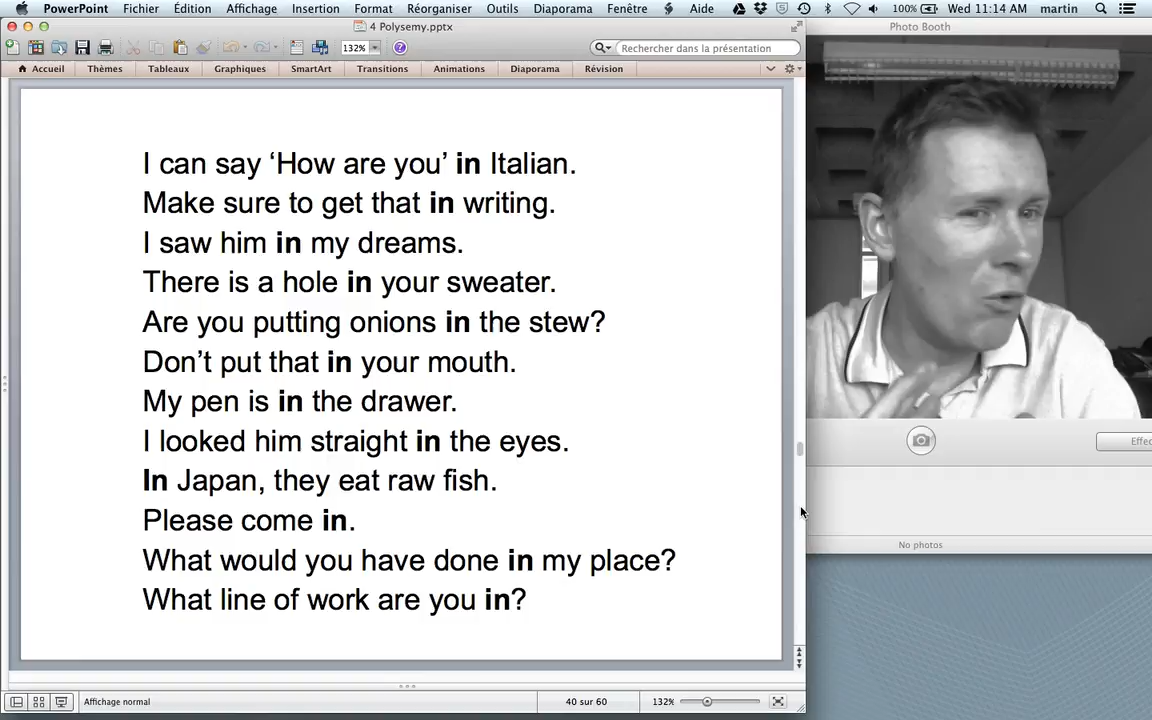 PowerPoint Fichier Édition Affichage Insertion Format Réorganiser Outils Diaporama Fenêtre Aide 100% Wed 11:14 AM martin
4 Polysemy.pptx
Photo Booth
132%
Rechercher dans la présentation
Accueil Thèmes Tableaux Graphiques SmartArt Transitions Animations Diaporama Révision
I can say ‘How are you’ in Italian.
Make sure to get that in writing.
I saw him in my dreams.
There is a hole in your sweater.
Are you putting onions in the stew?
Don’t put that in your mouth.
My pen is in the drawer.
I looked him straight in the eyes.
In Japan, they eat raw fish.
Please come in.
What would you have done in my place?
What line of work are you in?
Effec
No photos
Affichage normal 40 sur 60 132%